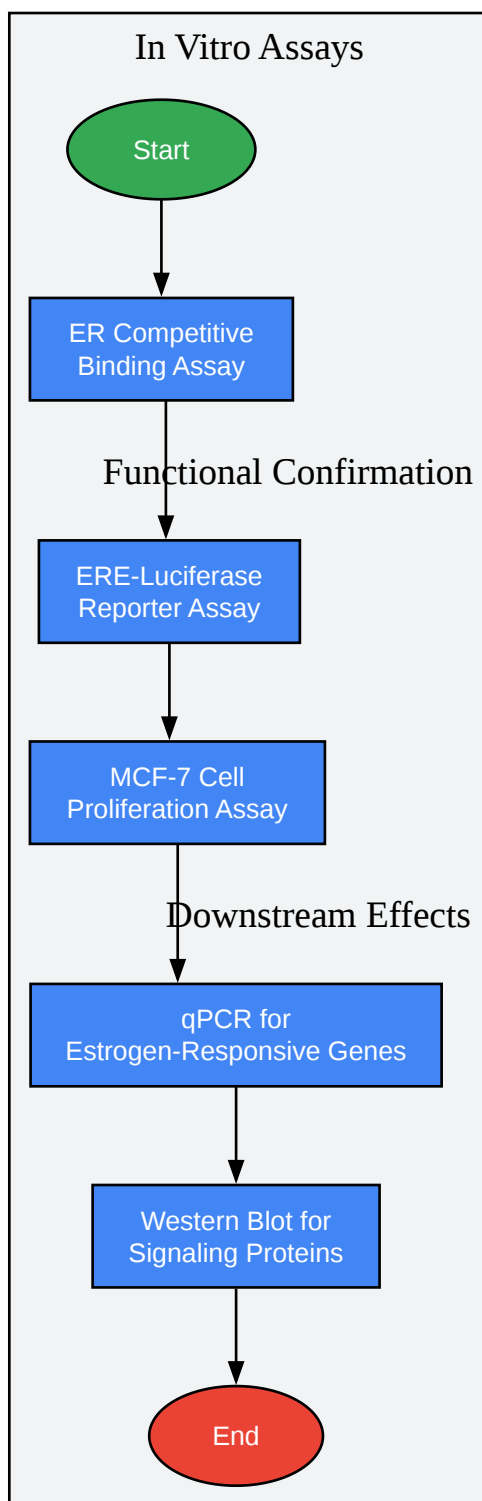 In Vitro Assays
Start
ER Competitive
Binding Assay
Functional Confirmation
ERE-Luciferase
Reporter Assay
MCF-7 Cell
Proliferation Assay
Downstream Effects
qPCR for
Estrogen-Responsive Genes
Western Blot for
Signaling Proteins
End